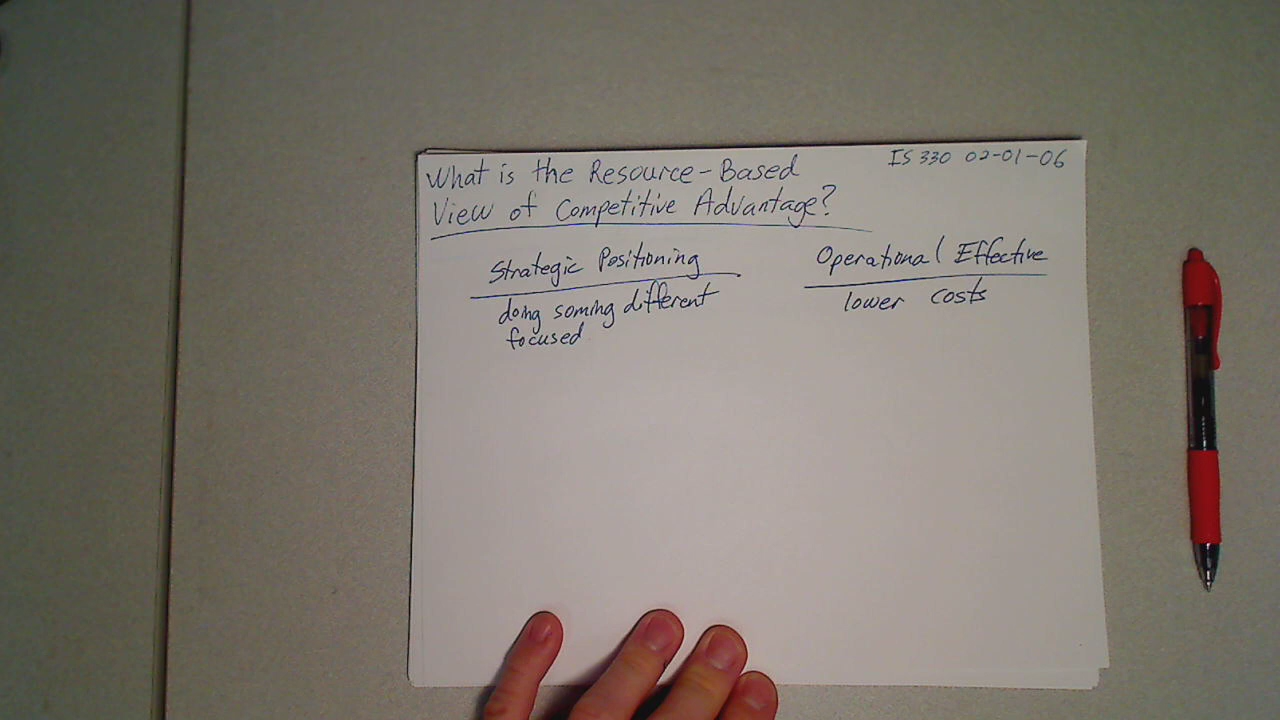 What is the Resource-Based
View of Competitive Advantage?
IS 330 02-01-06
Strategic Positioning
doing soming different
focused
Operational Effective
lower costs